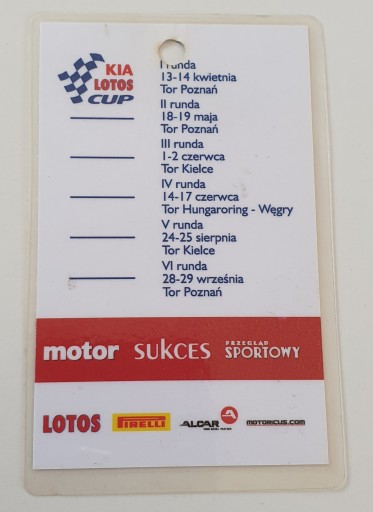 KIA
LOTOS
CUP
I runda
13-14 kwietnia
Tor Poznań
II runda
18-19 maja
Tor Poznań
III runda
1-2 czerwca
Tor Kielce
IV runda
14-17 czerwca
Tor Hungaroring - Węgry
V runda
24-25 sierpnia
Tor Kielce
VI runda
28-29 września
Tor Poznań
motor SUKCES PRZEGLĄD SPORTOWY
LOTOS PIRELLI ALCAR MOTORICUS.COM